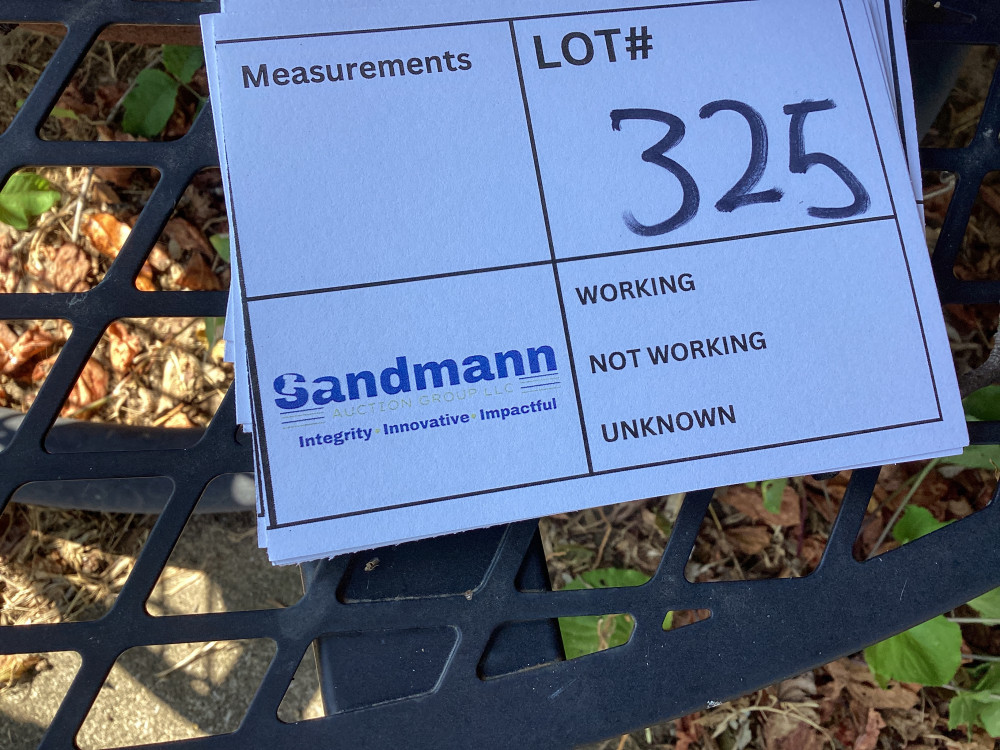 Measurements
LOT#
325
Sandmann
AUCTION GROUP LLC
Integrity • Innovative • Impactful
WORKING
NOT WORKING
UNKNOWN